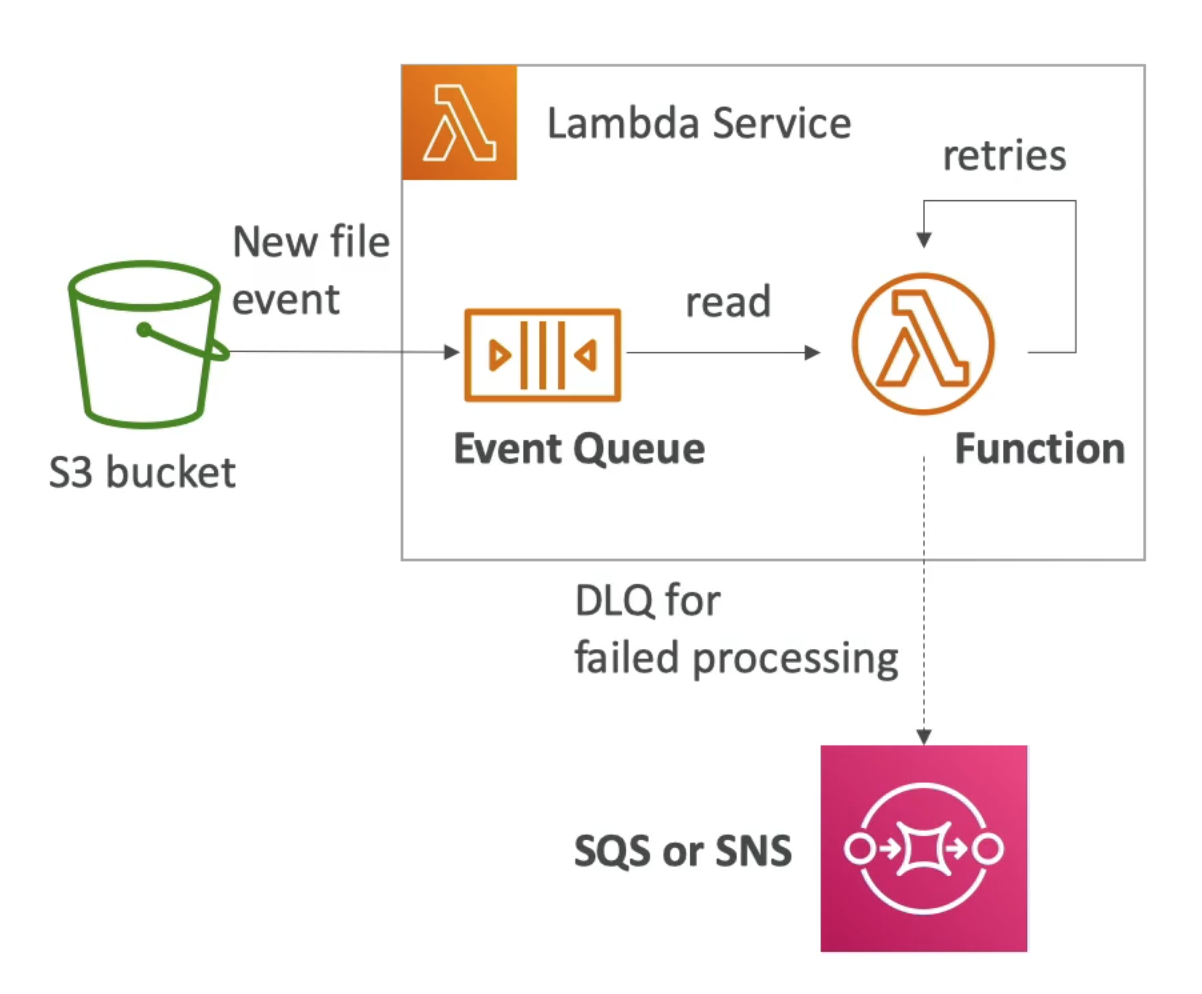 Lambda Service
retries
New file
event
read
Event Queue
Function
S3 bucket
DLQ for
failed processing
SQS or SNS